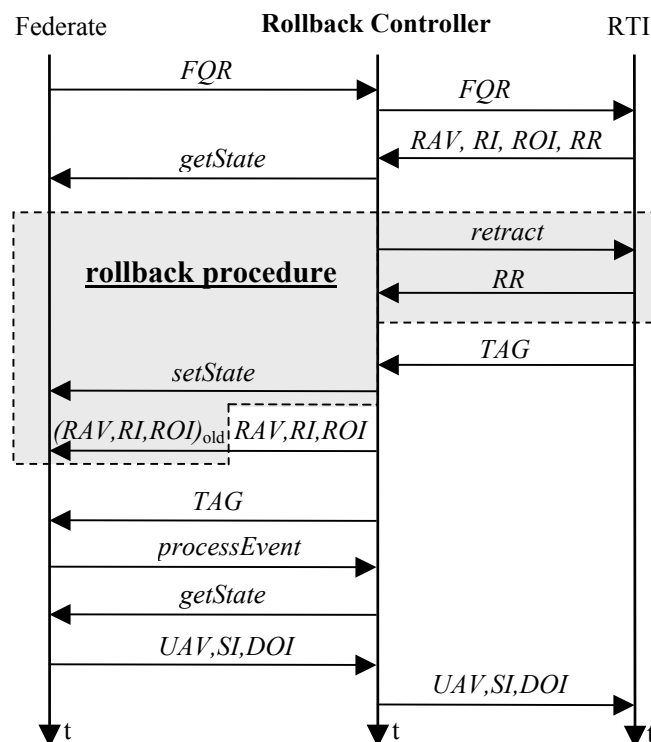 Federate Rollback Controller RTI
FQR
FQR
RAV, RI, ROI, RR
getState
retract
rollback procedure
RR
TAG
setState
(RAV,RI,ROI)old RAV,RI,ROI
TAG
processEvent
getState
UAV,SI,DOI
UAV,SI,DOI
t t t